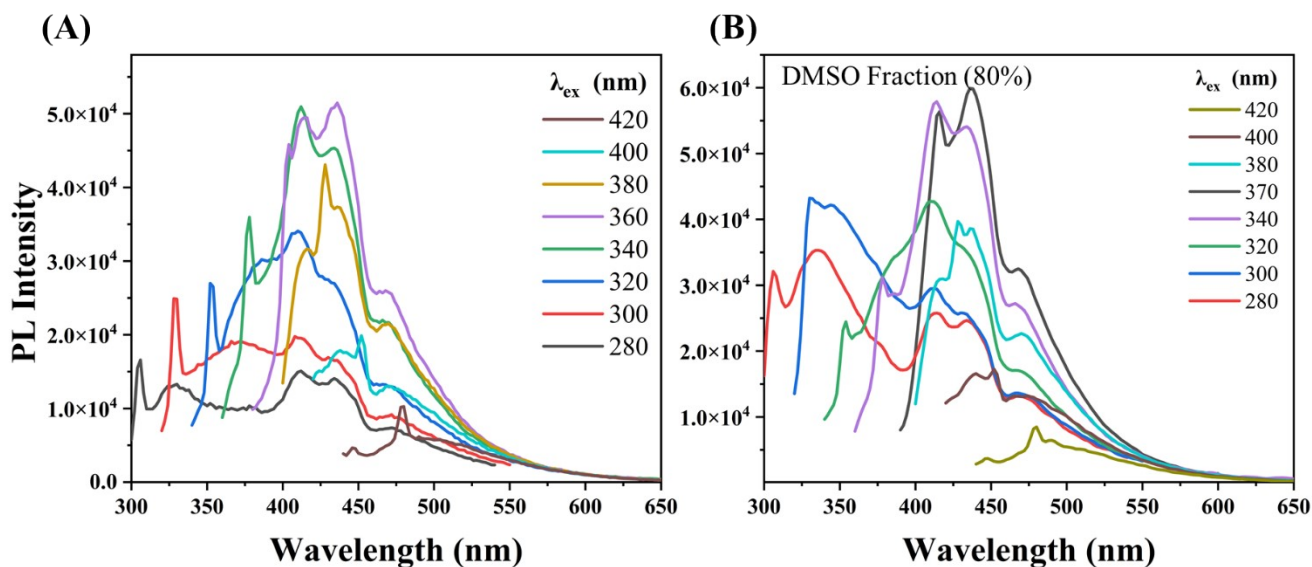 (A)
PL Intensity
5.0×10⁴
4.0×10⁴
3.0×10⁴
2.0×10⁴
1.0×10⁴
0.0
300 350 400 450 500 550 600 650
Wavelength (nm)
λex (nm)
420
400
380
360
340
320
300
280
(B)
DMSO Fraction (80%)
6.0×10⁴
5.0×10⁴
4.0×10⁴
3.0×10⁴
2.0×10⁴
1.0×10⁴
300 350 400 450 500 550 600 650
Wavelength (nm)
λex (nm)
420
400
380
370
340
320
300
280